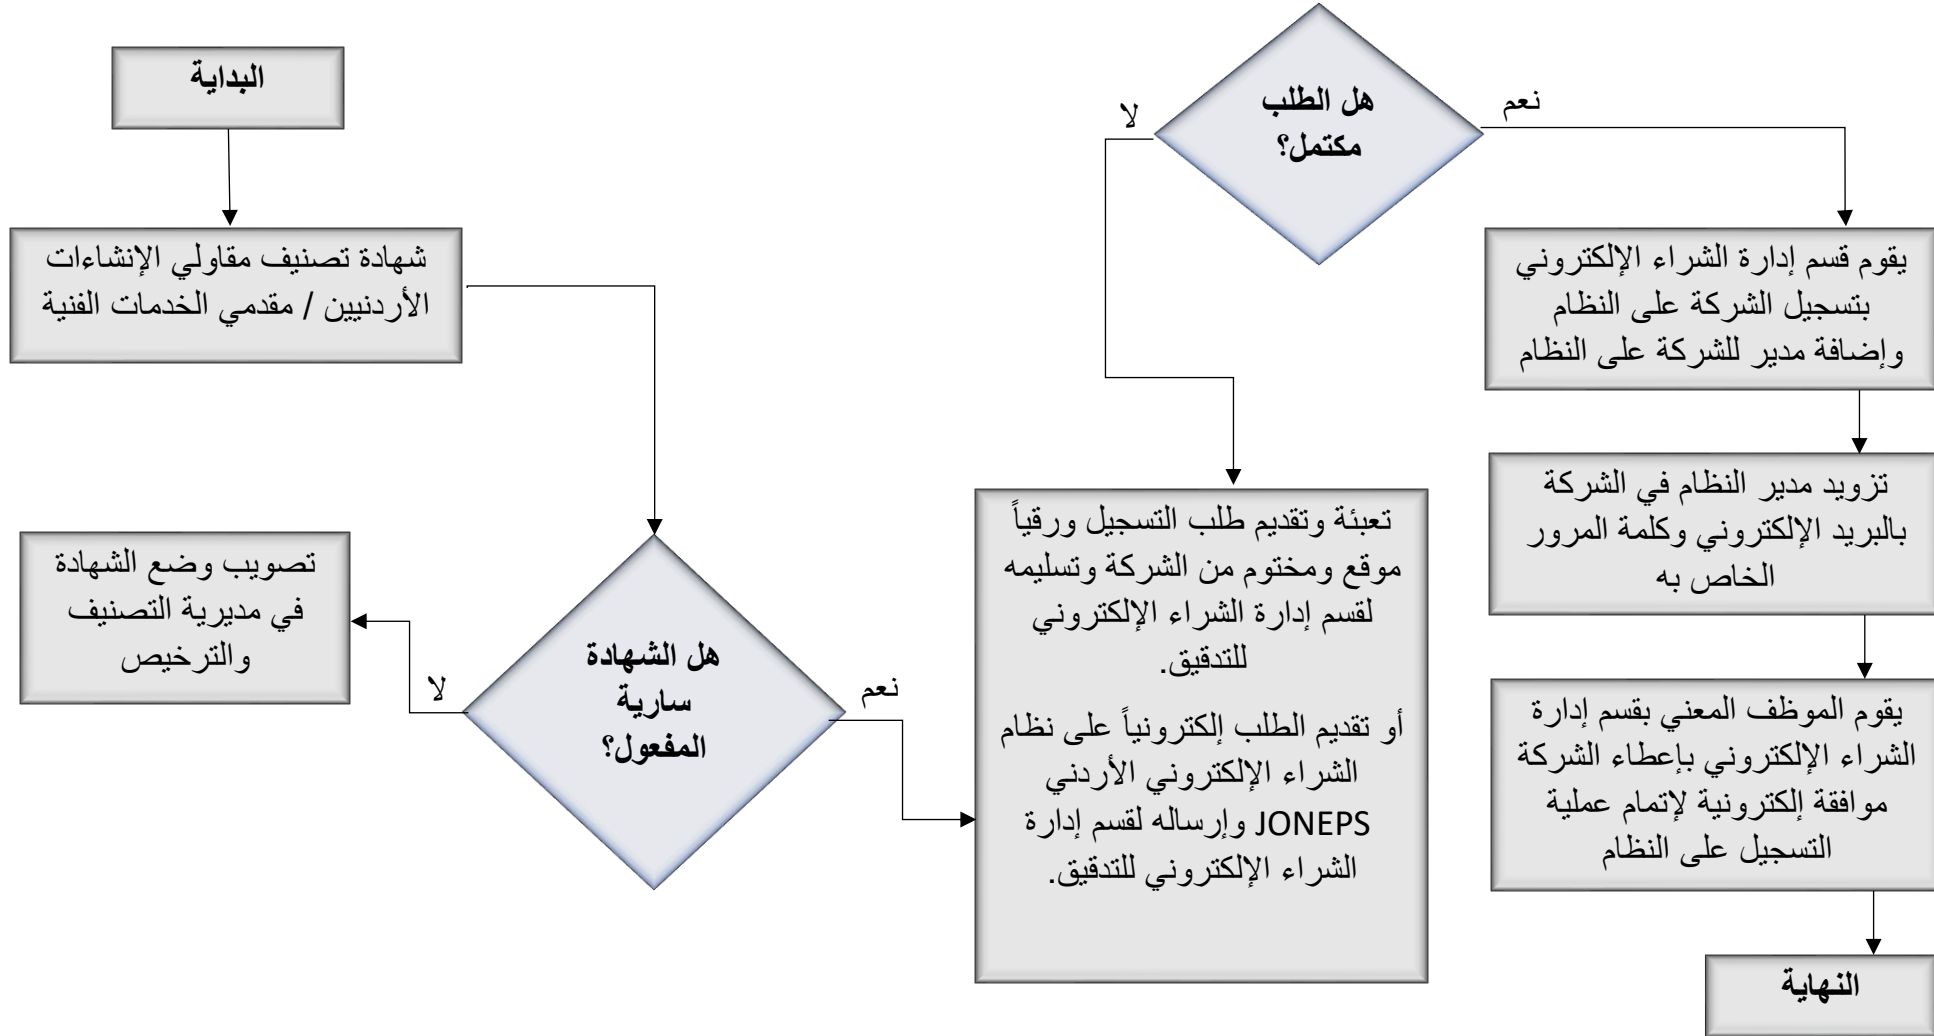 البداية
شهادة تصنيف مقاولي الإنشاءات
الأردنيين / مقدمي الخدمات الفنية
هل الشهادة
سارية
المفعول؟
لا
نعم
تصويب وضع الشهادة
في مديرية التصنيف
والترخيص
تعبئة وتقديم طلب التسجيل ورقياً
موقع ومختوم من الشركة وتسليمه
لقسم إدارة الشراء الإلكتروني
للتدقيق.
أو تقديم الطلب إلكترونياً على نظام
الشراء الإلكتروني الأردني
JONEPS وإرساله لقسم إدارة
الشراء الإلكتروني للتدقيق.
هل الطلب
مكتمل؟
لا
نعم
يقوم قسم إدارة الشراء الإلكتروني
بتسجيل الشركة على النظام
وإضافة مدير للشركة على النظام
تزويد مدير النظام في الشركة
بالبريد الإلكتروني وكلمة المرور
الخاص به
يقوم الموظف المعني بقسم إدارة
الشراء الإلكتروني بإعطاء الشركة
موافقة إلكترونية لإتمام عملية
التسجيل على النظام
النهاية